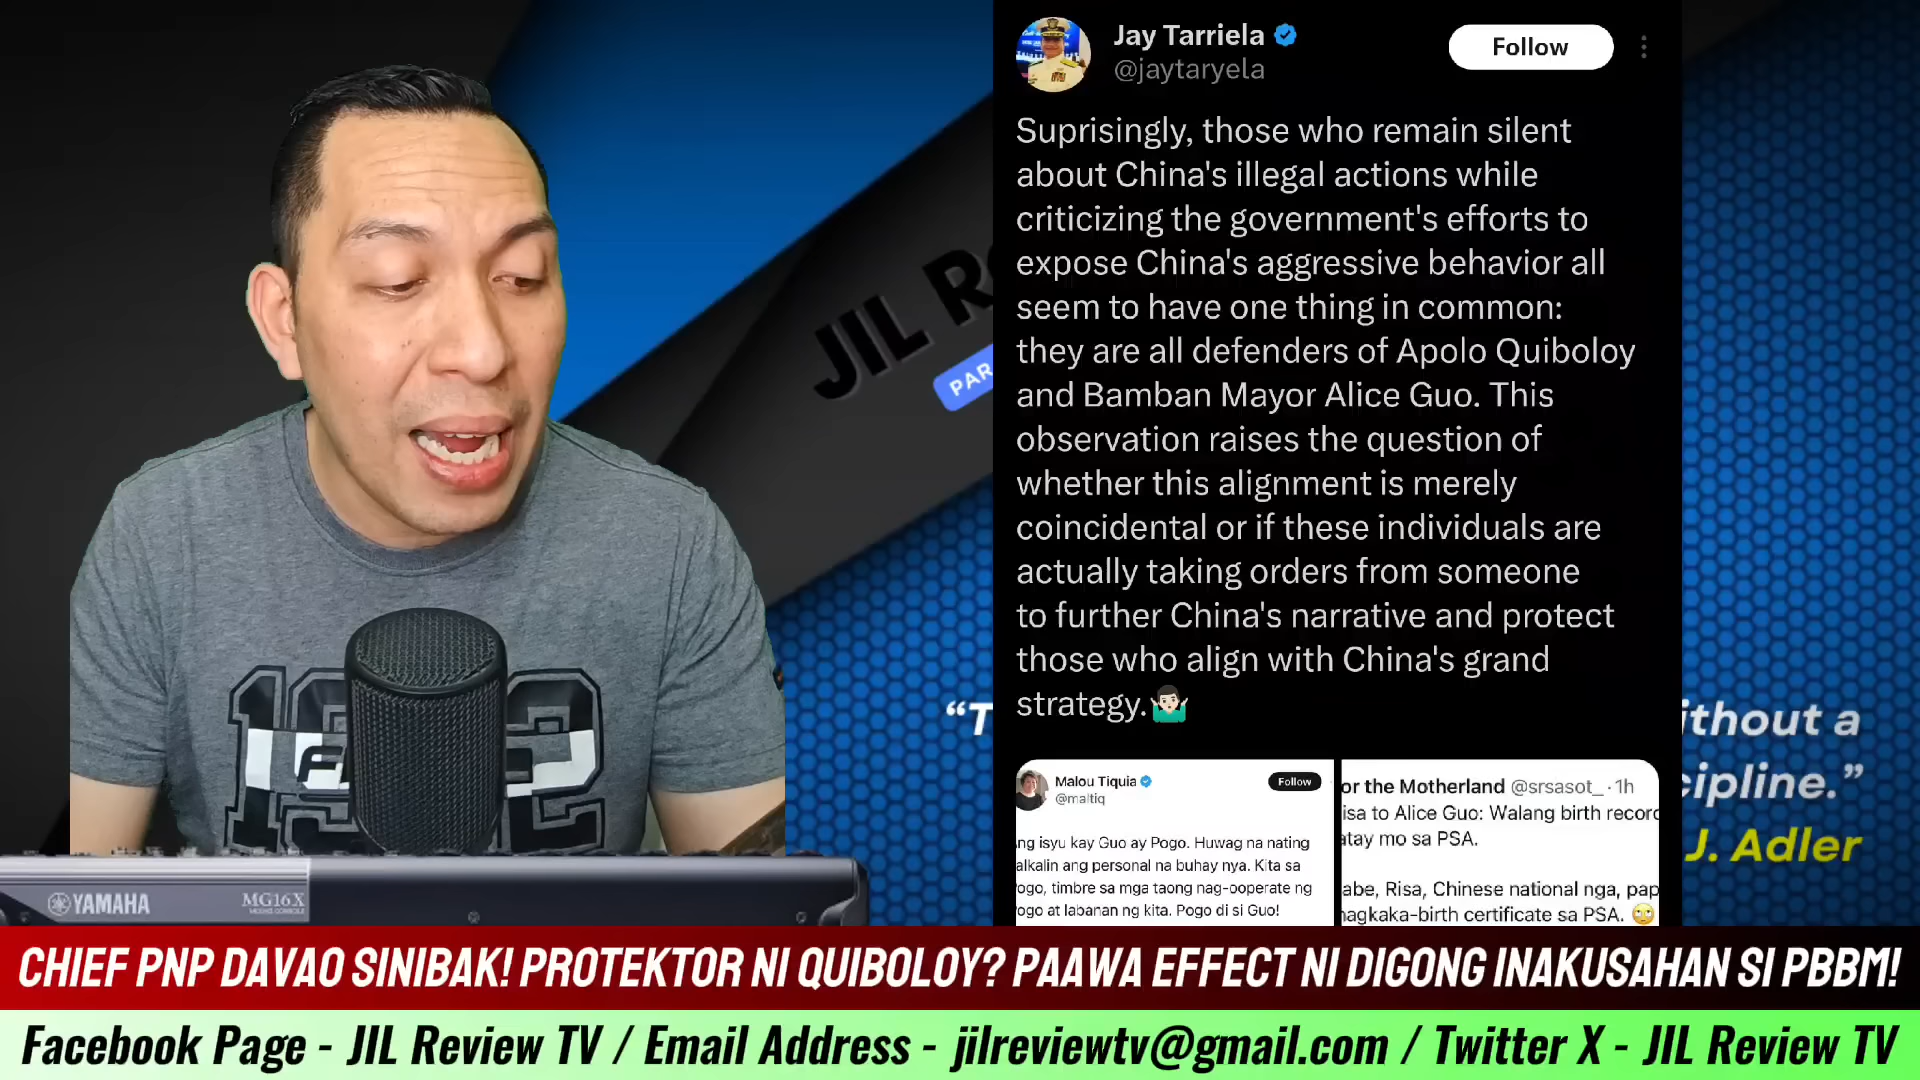 Jay Tarriela
@jaytaryela
Follow
Suprisingly, those who remain silent
about China's illegal actions while
criticizing the government's efforts to
expose China's aggressive behavior all
seem to have one thing in common:
they are all defenders of Apolo Quiboloy
and Bamban Mayor Alice Guo. This
observation raises the question of
whether this alignment is merely
coincidental or if these individuals are
actually taking orders from someone
to further China's narrative and protect
those who align with China's grand
strategy.🤷🏻‍♂️
Malou Tiquia
@maltiq
Follow
ng isyu kay Guo ay Pogo. Huwag na nating
alkalin ang personal na buhay nya. Kita sa
ogo, timbre sa mga taong nag-ooperate ng
ogo at labanan ng kita. Pogo di si Guo!
or the Motherland @srsasot_ · 1h
isa to Alice Guo: Walang birth recor
atay mo sa PSA.
abe, Risa, Chinese national nga, pap
nagkaka-birth certificate sa PSA. 🙄
JIL R
PAR
“T
ithout a
cipline.”
J. Adler
YAMAHA
MG16X
CHIEF PNP DAVAO SINIBAK! PROTEKTOR NI QUIBOLOY? PAAWA EFFECT NI DIGONG INAKUSAHAN SI PBBM!
Facebook Page - JIL Review TV / Email Address - jilreviewtv@gmail.com / Twitter X - JIL Review TV